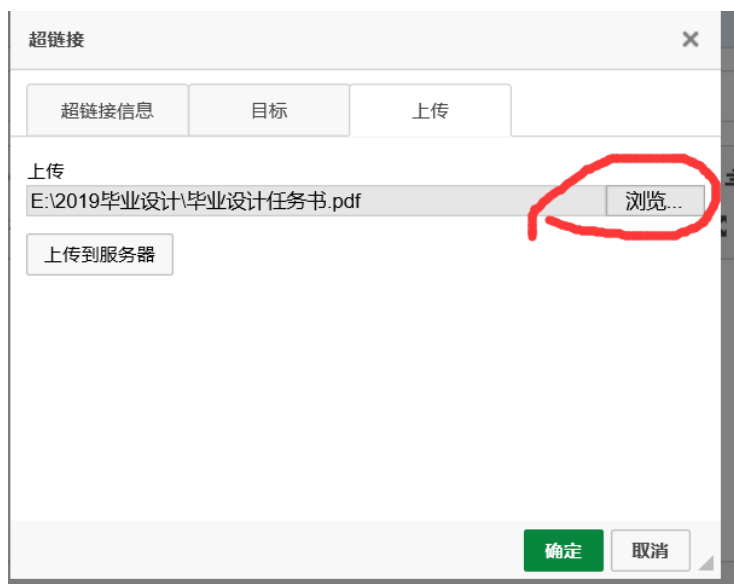 超链接
超链接信息 目标 上传
上传
E:\2019毕业设计\毕业设计任务书.pdf 浏览...
上传到服务器
确定 取消